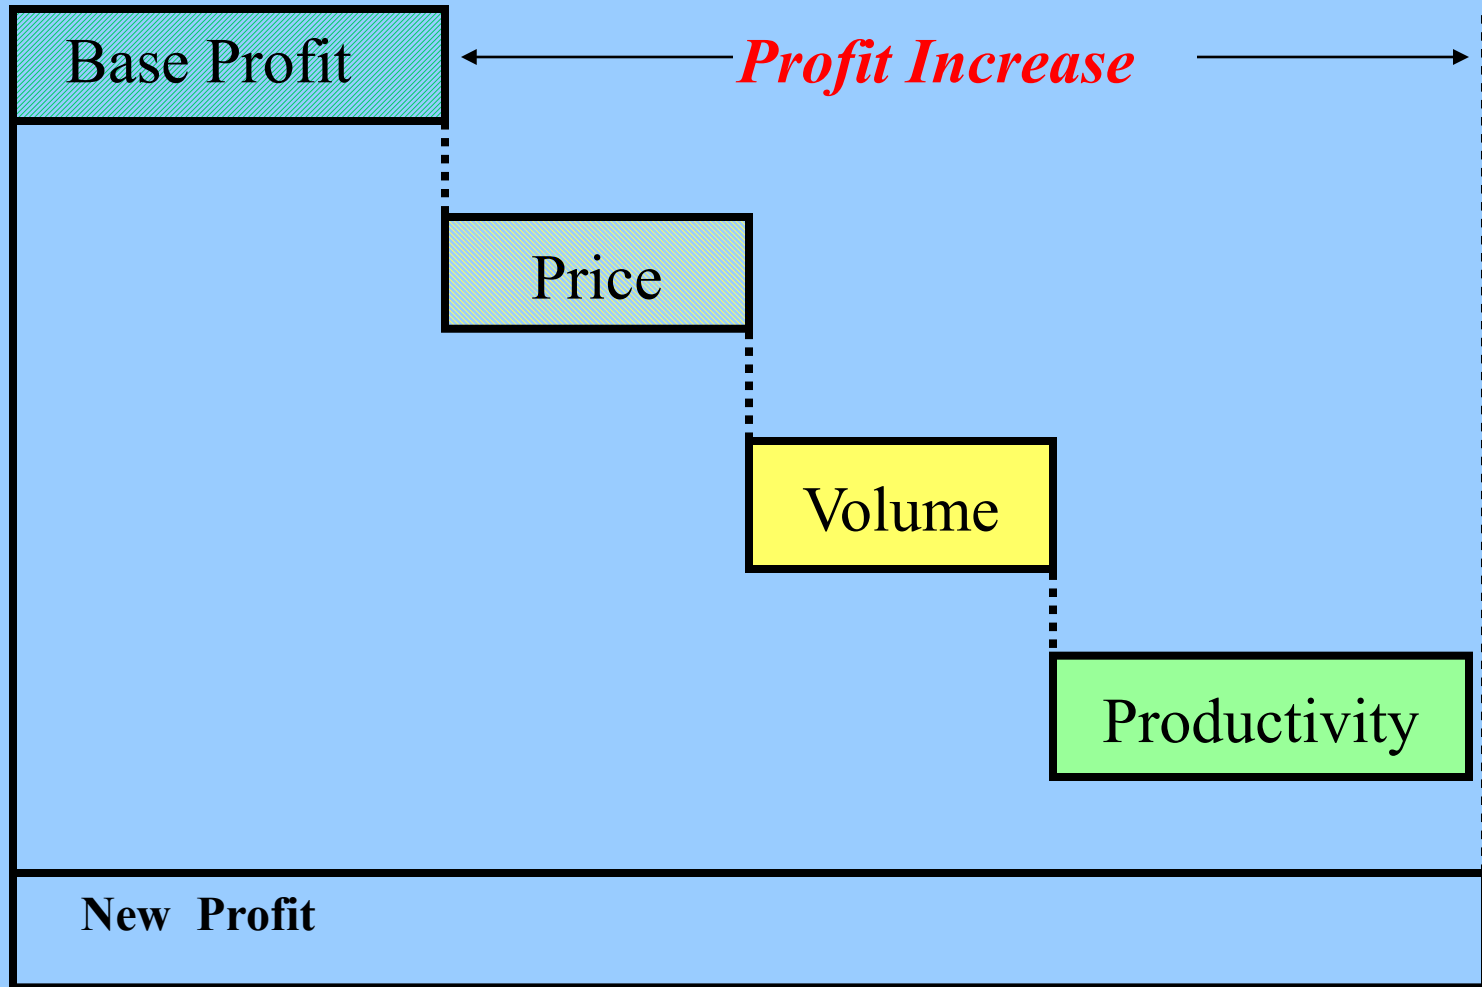 Base Profit
Profit Increase
Price
Volume
Productivity
New Profit